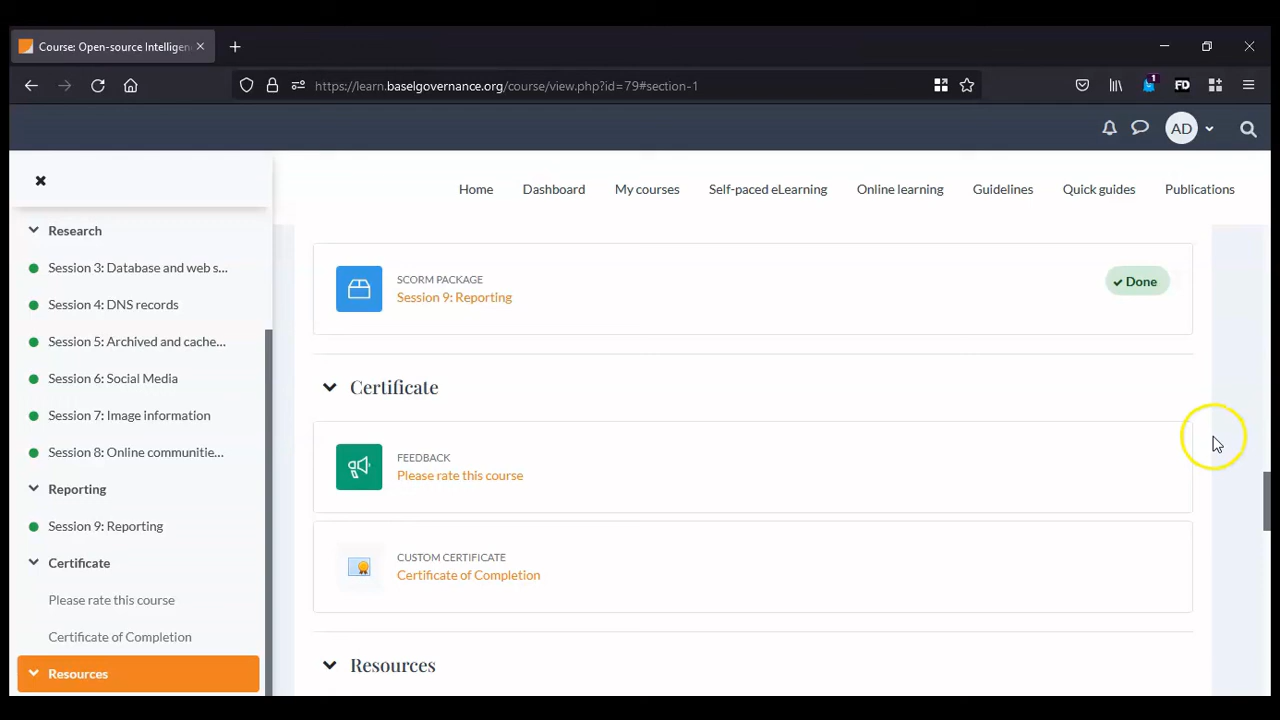 Course: Open-source Intelligen
https://learn.baselgovernance.org/course/view.php?id=79#section-1
1
FD
AD
Home Dashboard My courses Self-paced eLearning Online learning Guidelines Quick guides Publications
Research
Session 3: Database and web s...
Session 4: DNS records
Session 5: Archived and cache...
Session 6: Social Media
Session 7: Image information
Session 8: Online communitie...
Reporting
Session 9: Reporting
Certificate
Please rate this course
Certificate of Completion
Resources
SCORM PACKAGE
Session 9: Reporting
Done
Certificate
FEEDBACK
Please rate this course
CUSTOM CERTIFICATE
Certificate of Completion
Resources